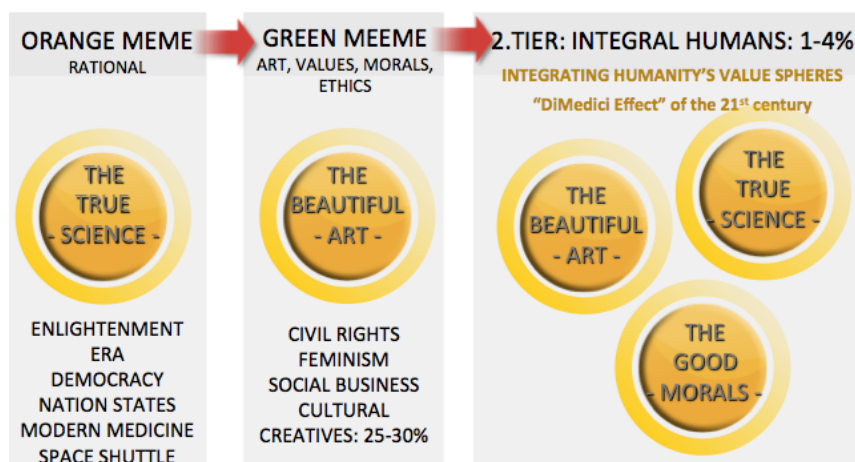 ORANGE MEME
RATIONAL
THE
TRUE
- SCIENCE -
ENLIGHTENMENT
ERA
DEMOCRACY
NATION STATES
MODERN MEDICINE
SPACE SHUTTLE
GREEN MEEME
ART, VALUES, MORALS,
ETHICS
THE
BEAUTIFUL
- ART -
CIVIL RIGHTS
FEMINISM
SOCIAL BUSINESS
CULTURAL
CREATIVES: 25-30%
2.TIER: INTEGRAL HUMANS: 1-4%
INTEGRATING HUMANITY'S VALUE SPHERES
"DiMedici Effect" of the 21st century
THE
BEAUTIFUL
- ART -
THE
TRUE
- SCIENCE -
THE
GOOD
- MORALS -